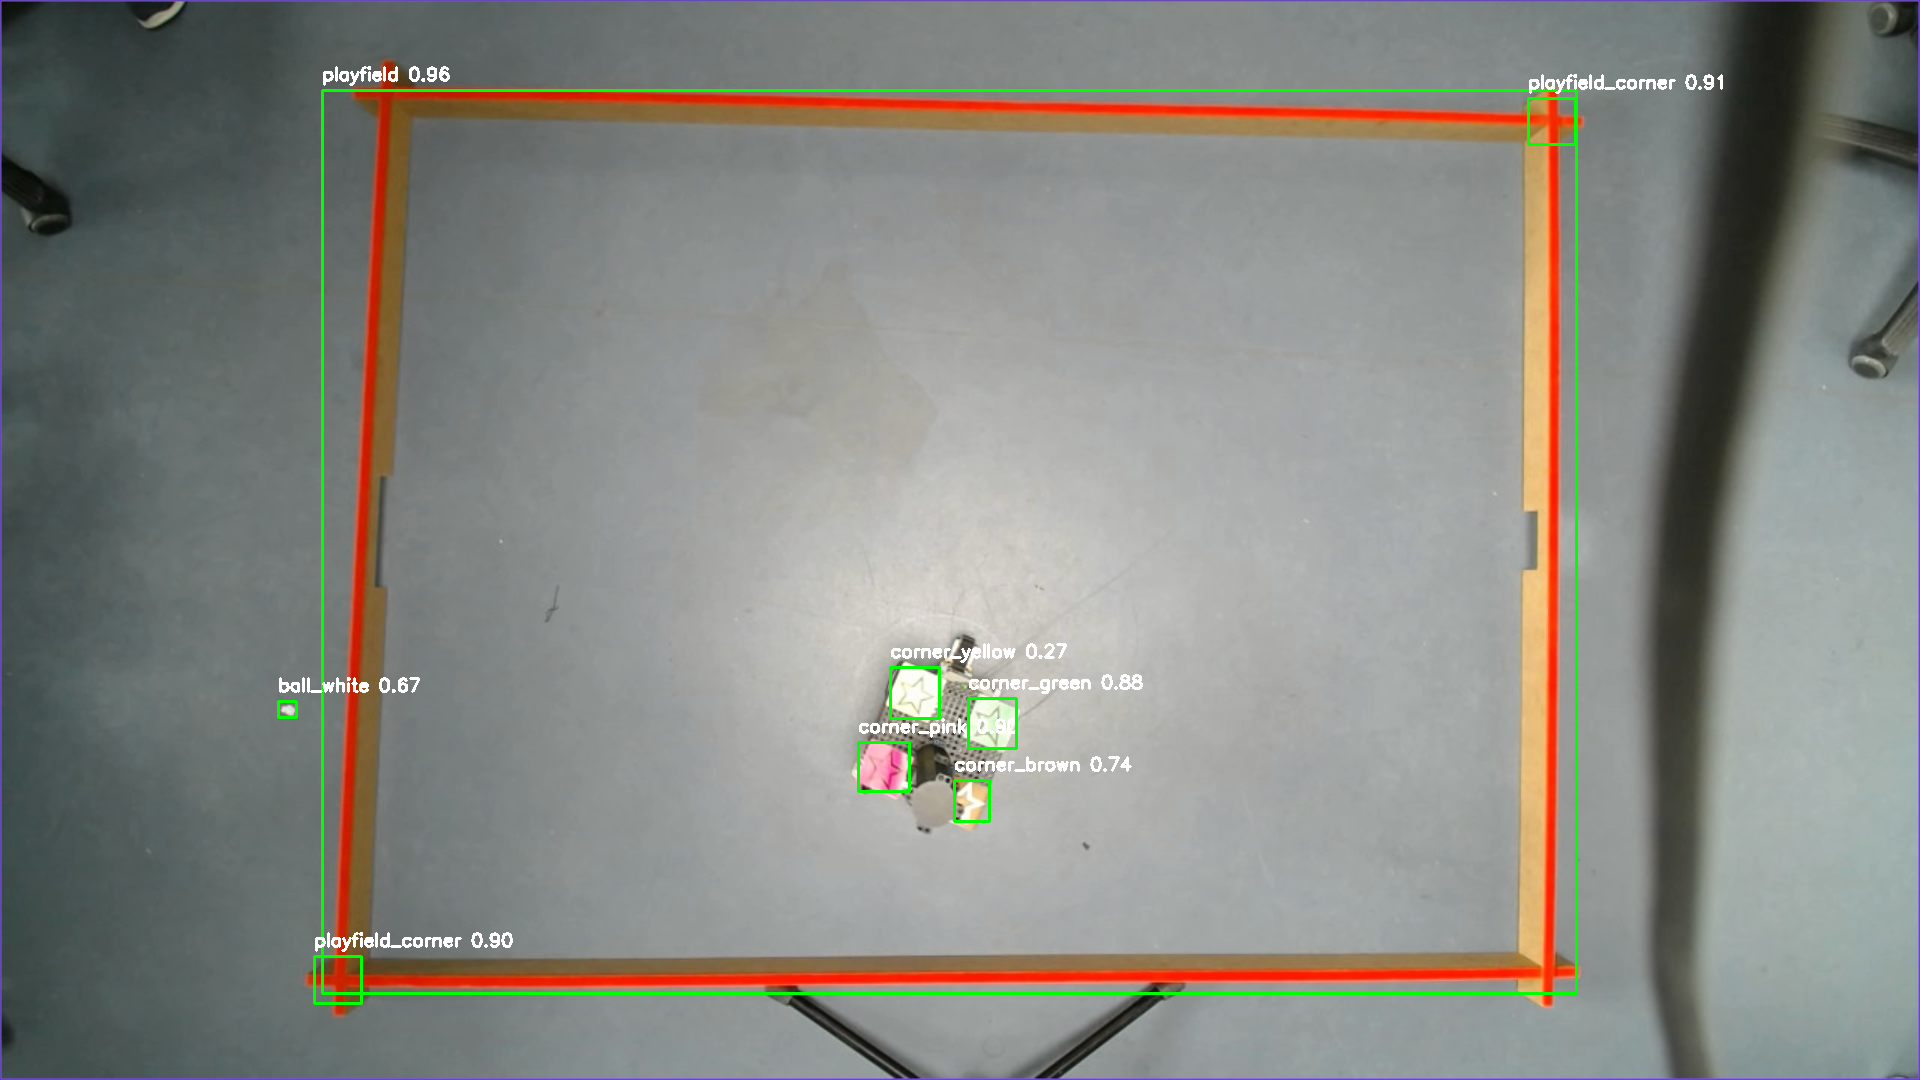 playfield 0.96
playfield_corner 0.91
corner_yellow 0.27
corner_green 0.88
ball_white 0.67
corner_pink
corner_brown 0.74
playfield_corner 0.90